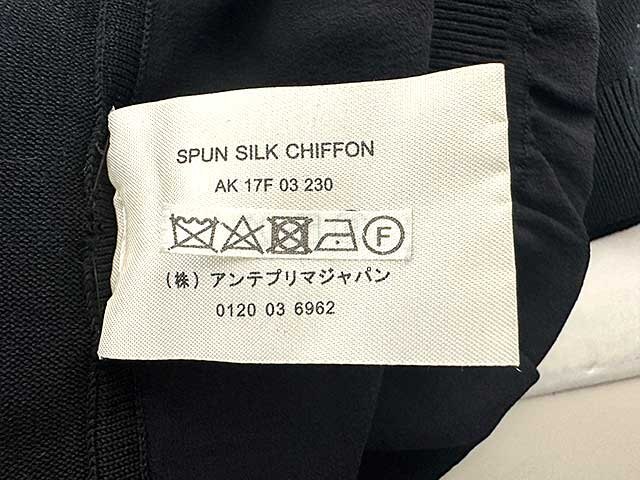 SPUN SILK CHIFFON
AK 17F 03 230
F
(株) アンテプリマジャパン
0120 03 6962